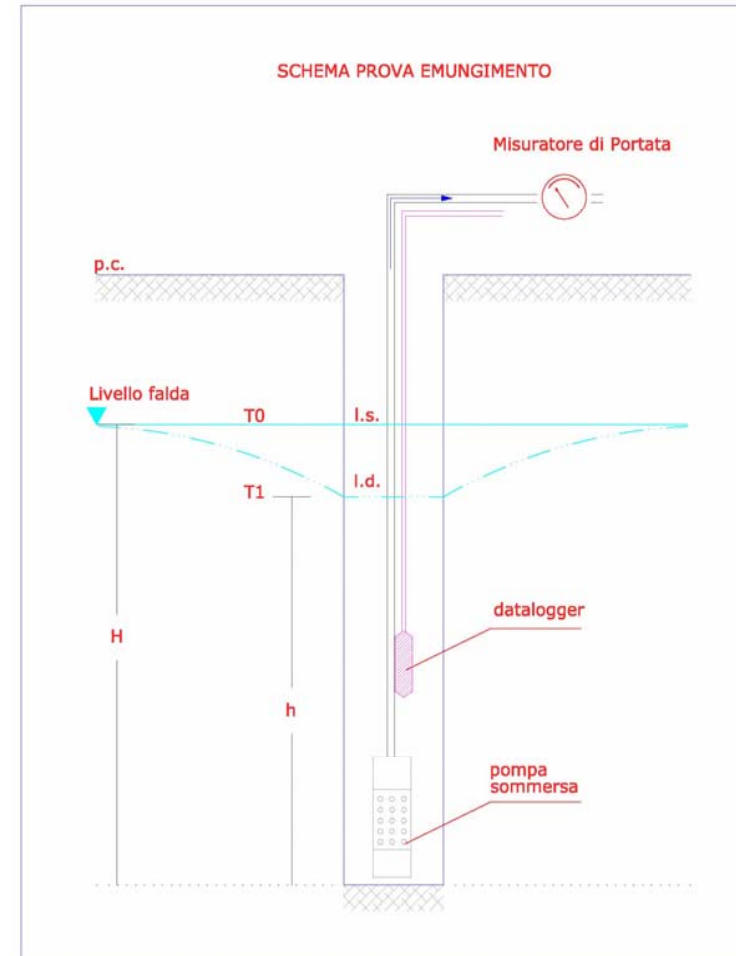 SCHEMA PROVA EMUNGIMENTO
Misuratore di Portata
p.c.
Livello falda
T0
l.s.
T1
l.d.
datalogger
H
h
pompa
sommersa